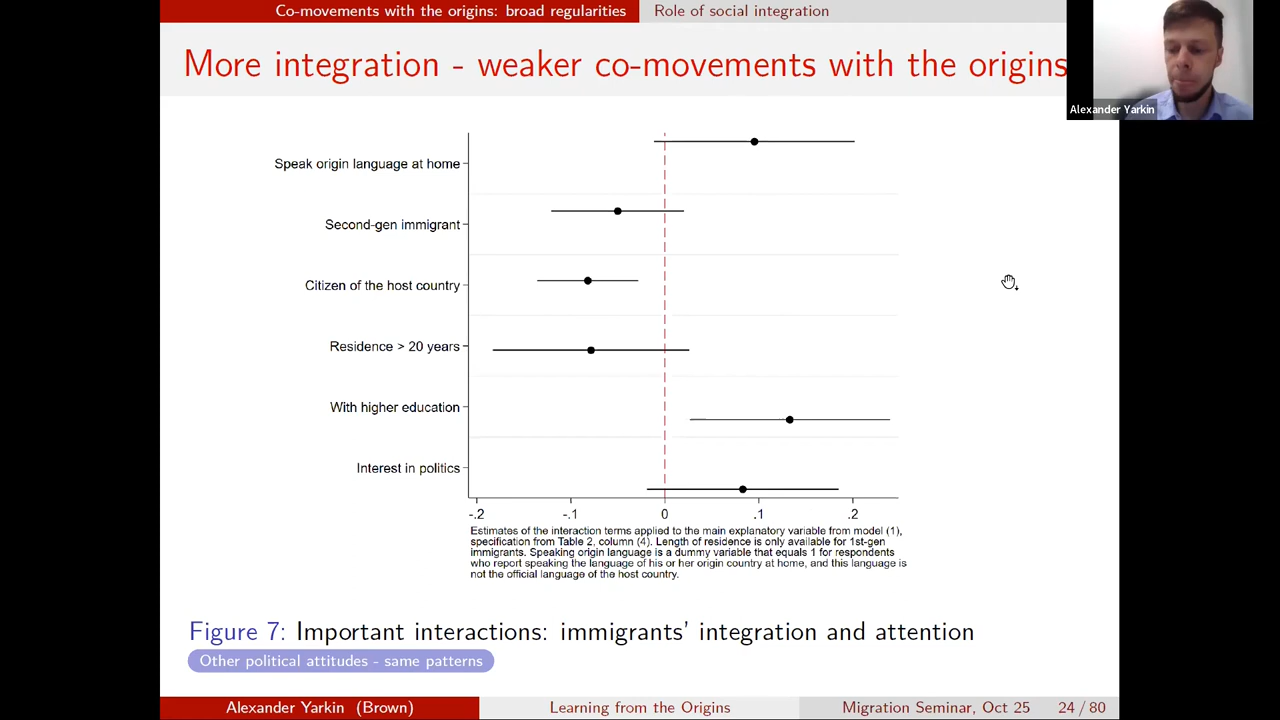 Co-movements with the origins: broad regularities
Role of social integration
More integration - weaker co-movements with the origins
Alexander Yarkin
Speak origin language at home
Second-gen immigrant
Citizen of the host country
Residence > 20 years
With higher education
Interest in politics
-.2 -.1 0 .1 .2
Estimates of the interaction terms applied to the main explanatory variable from model (1),
specification from Table 2, column (4). Length of residence is only available for 1st-gen
immigrants. Speaking origin language is a dummy variable that equals 1 for respondents
who report speaking the language of his or her origin country at home, and this language is
not the official language of the host country.
Figure 7: Important interactions: immigrants' integration and attention
Other political attitudes - same patterns
Alexander Yarkin (Brown)
Learning from the Origins
Migration Seminar, Oct 25
24 / 80